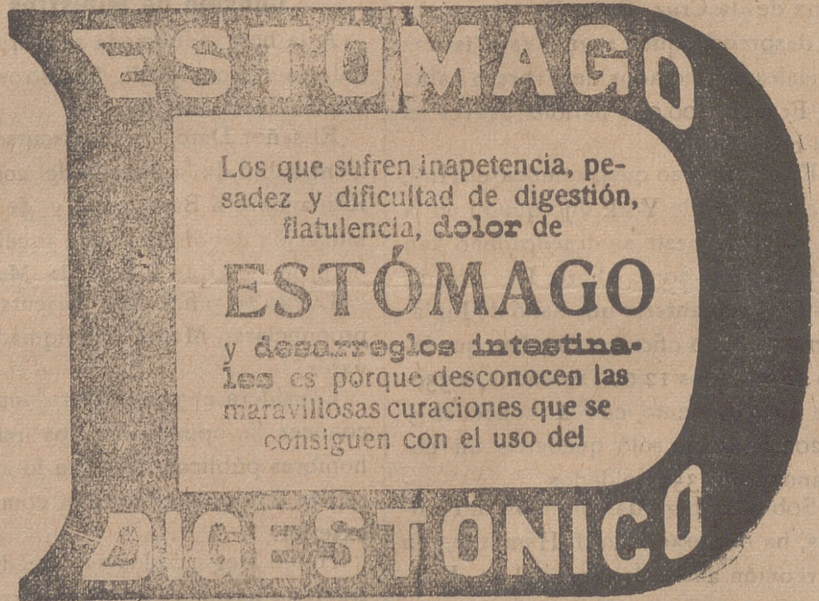 ESTOMAGO
Los que sufren inapetencia, pe-
sadez y dificultad de digestión,
flatulencia, dolor de
ESTÓMAGO
y desarreglos intestina-
les es porque desconocen las
maravillosas curaciones que se
consiguen con el uso del
DIGESTÓNICO